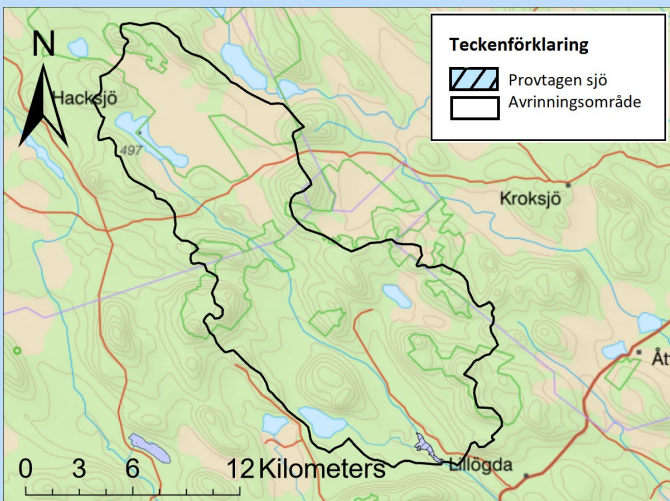 N
Teckenförklaring
Provtagen sjö
Avrinningsområde
Hacksjö
497
Kroksjö
Åt
Lillögda
0 3 6 12 Kilometers